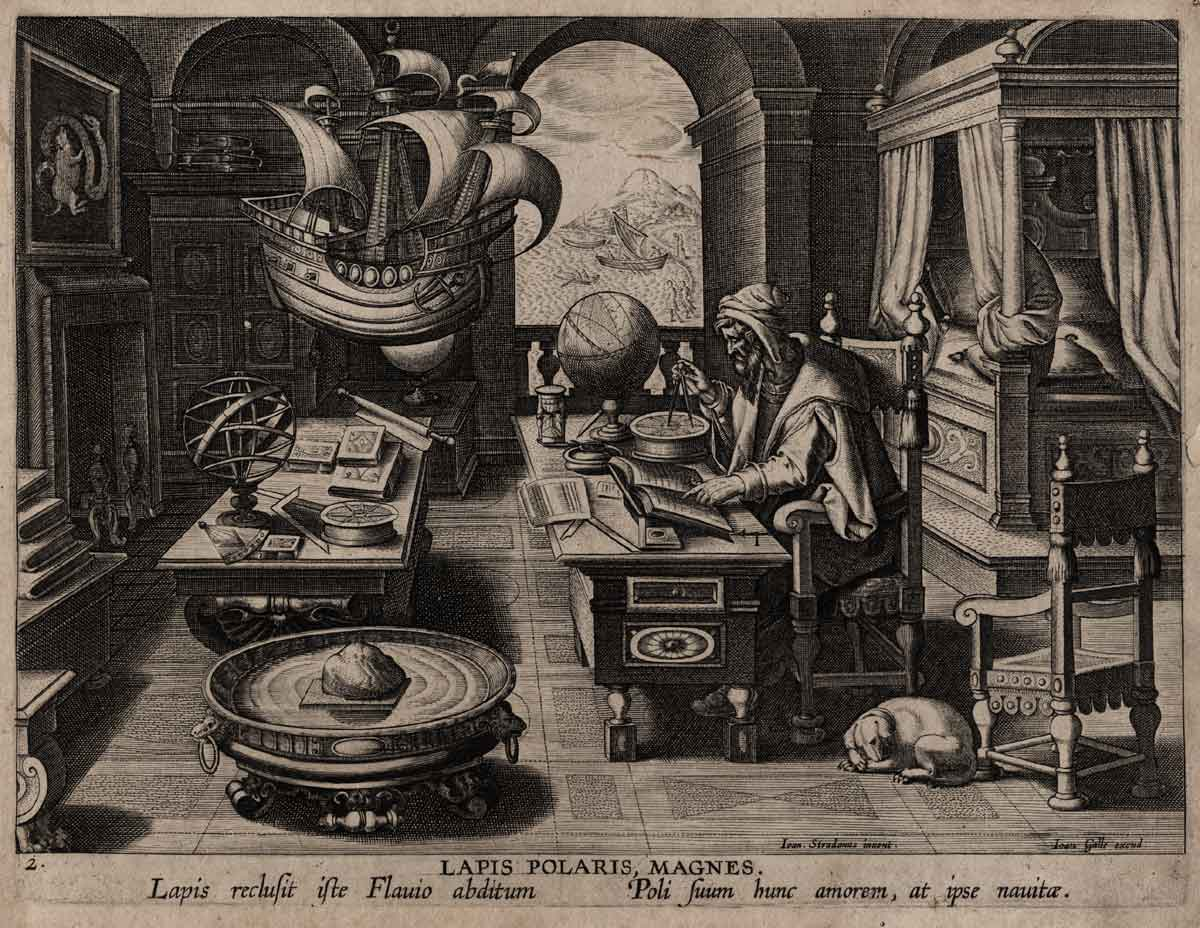 Ioan. Stradanus invent.
Ioan Galle excud
2.
LAPIS POLARIS, MAGNES.
Lapis reclusit iste Flauio abditum Poli suum hunc amorem, at ipse nauitæ.